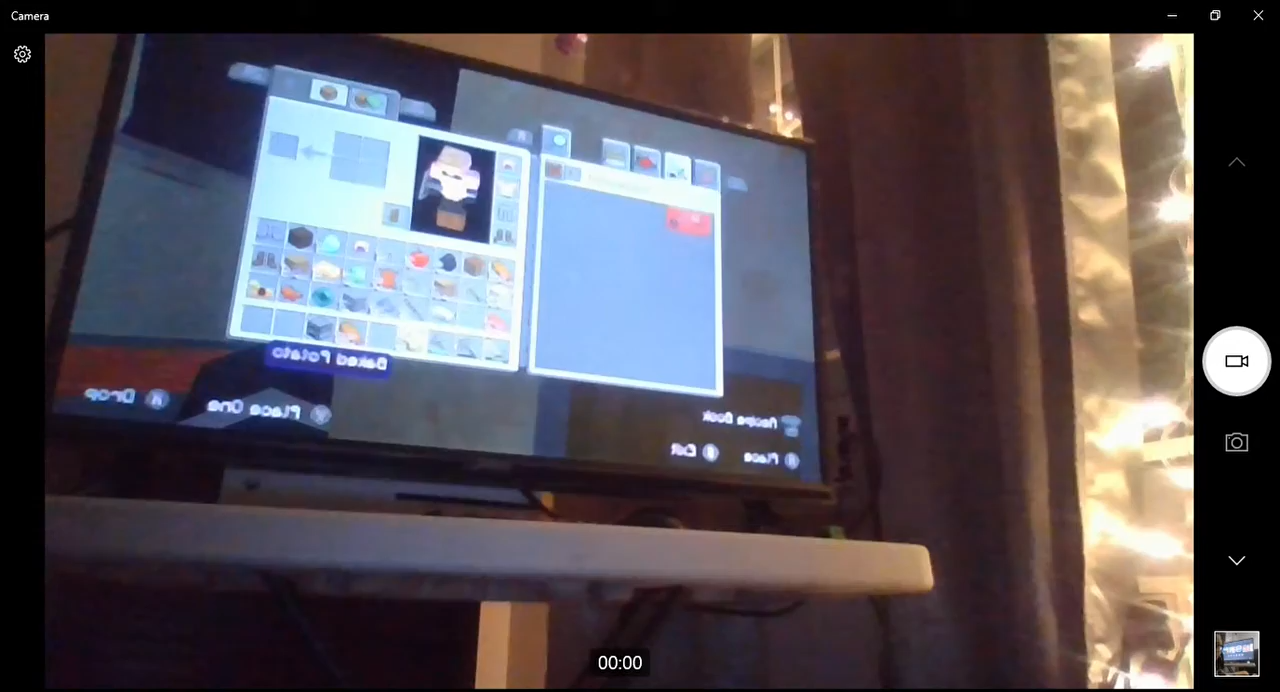 Camera
Baked Potato
Drop
Place One
Recipe Book
Exit
Place
00:00